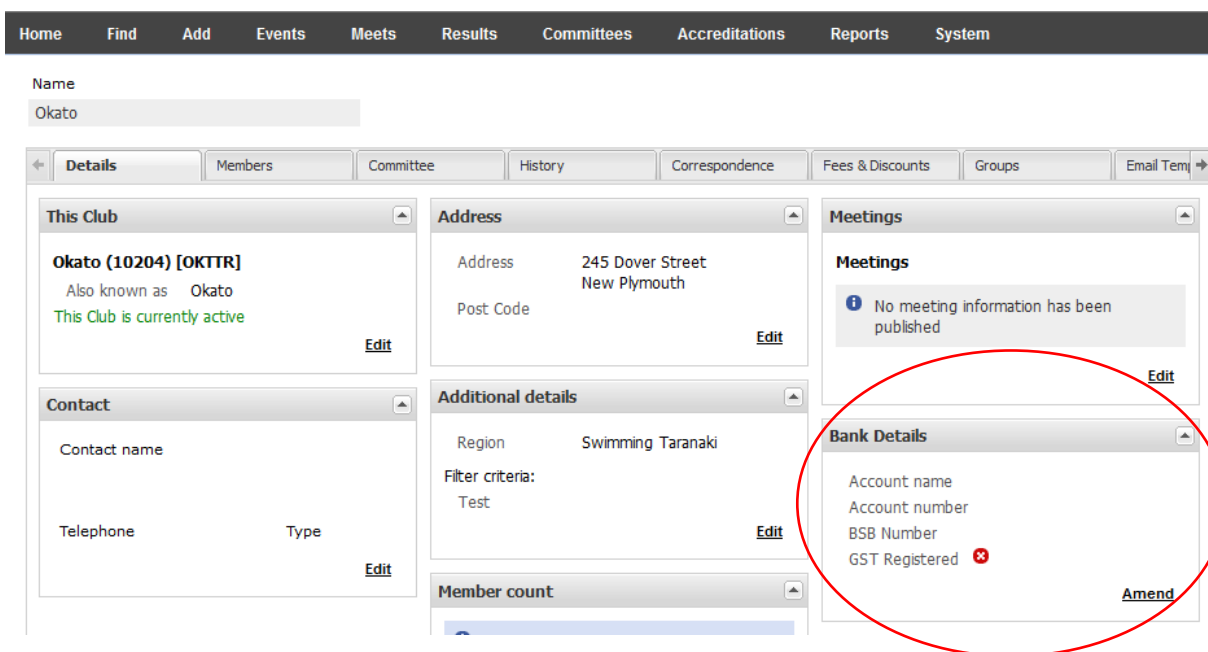 Home Find Add Events Meets Results Committees Accreditations Reports System
Name
Okato
Details Members Committee History Correspondence Fees & Discounts Groups Email Temp
This Club
Okato (10204) [OKTTR]
Also known as Okato
This Club is currently active
Edit
Contact
Contact name
Telephone Type
Edit
Address
Address 245 Dover Street
New Plymouth
Post Code
Edit
Additional details
Region Swimming Taranaki
Filter criteria:
Test
Edit
Member count
Meetings
Meetings
No meeting information has been
published
Edit
Bank Details
Account name
Account number
BSB Number
GST Registered
Amend